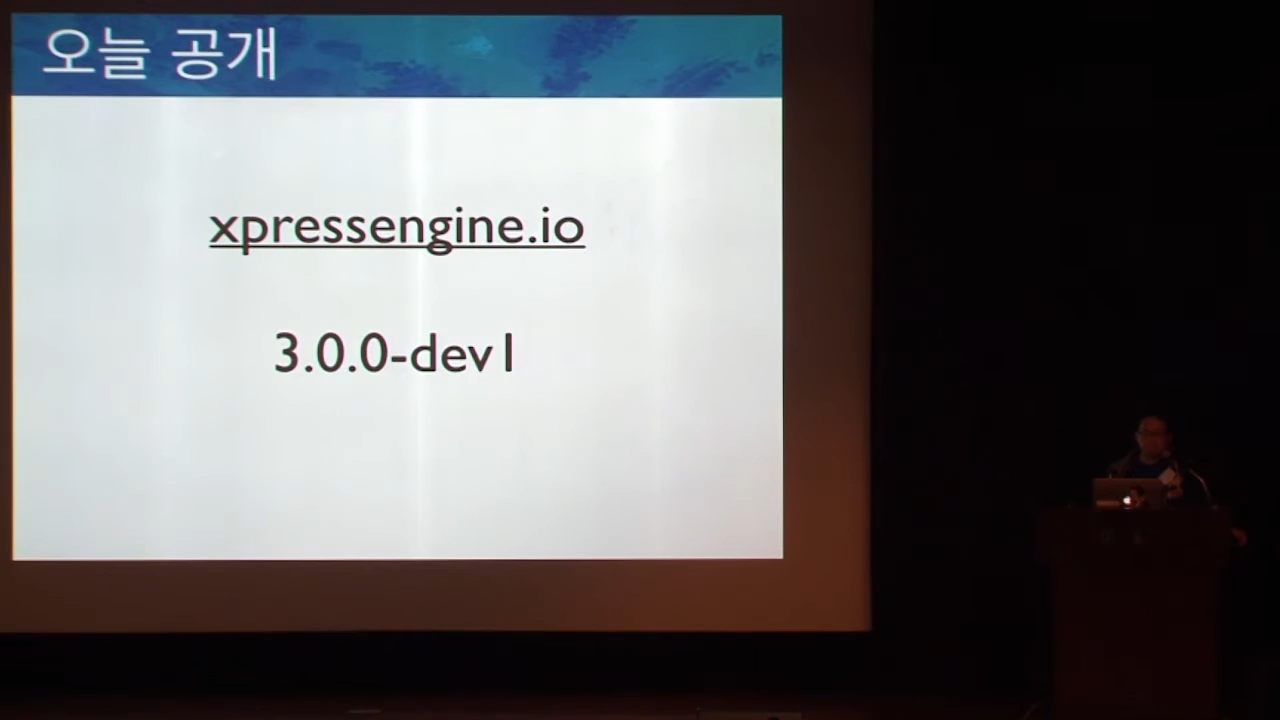 오늘 공개
xpressengine.io
3.0.0-dev1